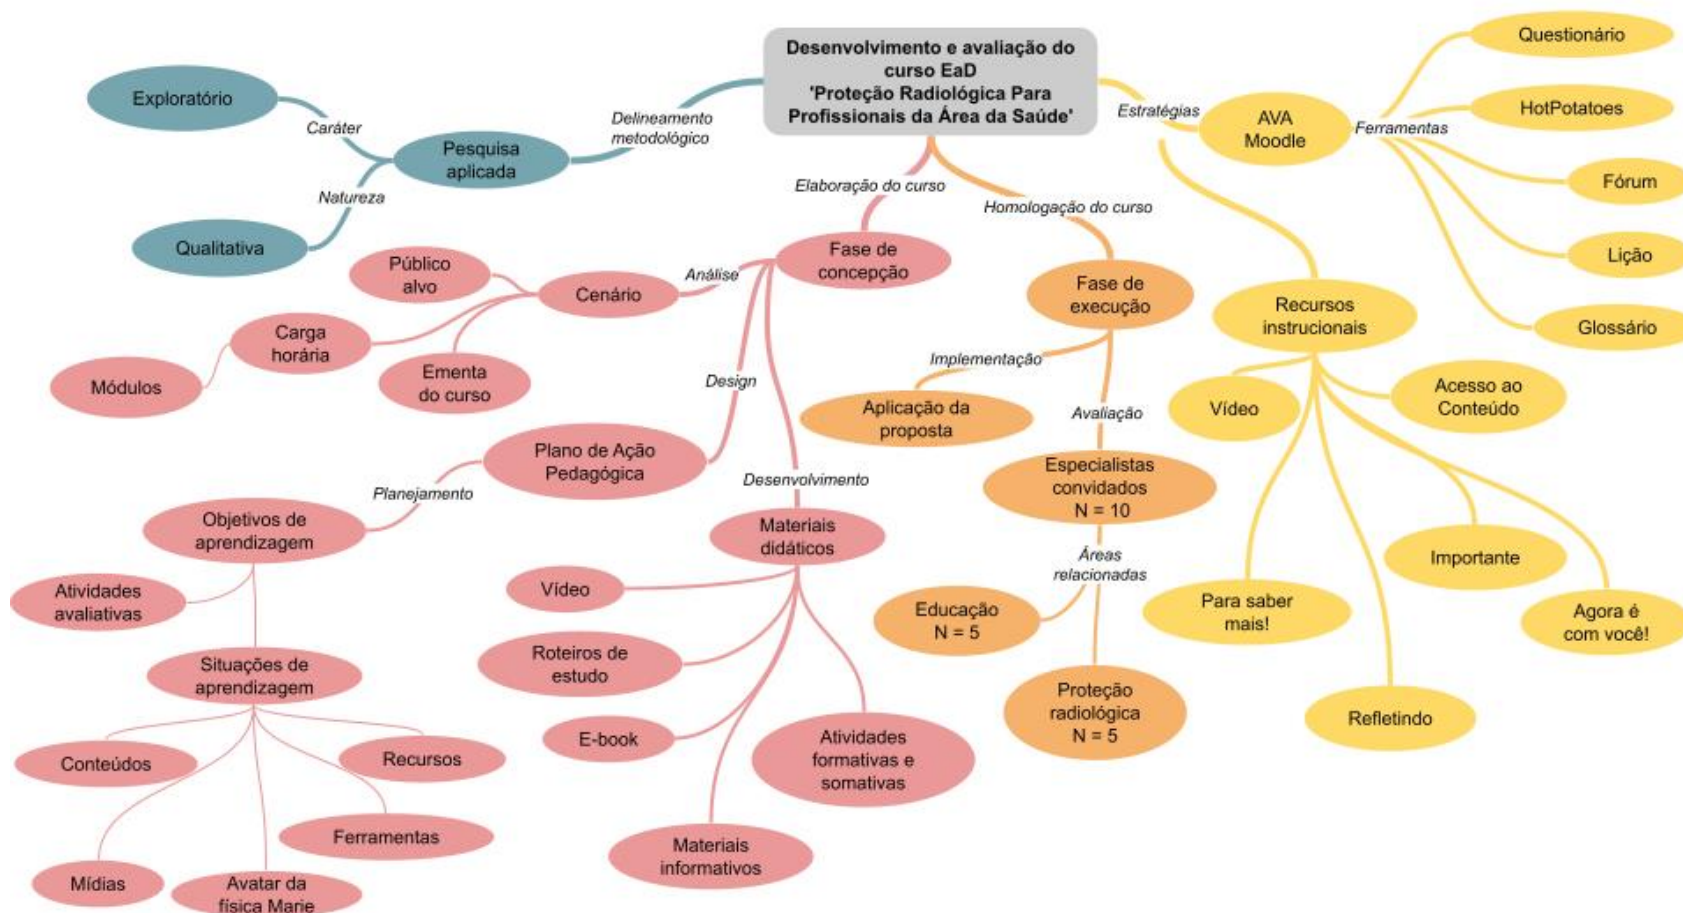 Desenvolvimento e avaliação do
curso EaD
'Proteção Radiológica Para
Profissionais da Área da Saúde'
Delineamento
metodológico
Pesquisa
aplicada
Caráter
Exploratório
Natureza
Qualitativa
Elaboração do curso
Fase de
concepção
Análise
Cenário
Público
alvo
Carga
horária
Módulos
Ementa
do curso
Design
Plano de Ação
Pedagógica
Planejamento
Objetivos de
aprendizagem
Atividades
avaliativas
Situações de
aprendizagem
Conteúdos
Mídias
Avatar da
física Marie
Ferramentas
Recursos
Desenvolvimento
Materiais
didáticos
Vídeo
Roteiros de
estudo
E-book
Materiais
informativos
Atividades
formativas e
somativas
Homologação do curso
Fase de
execução
Implementação
Aplicação da
proposta
Avaliação
Especialistas
convidados
N = 10
Áreas
relacionadas
Educação
N = 5
Proteção
radiológica
N = 5
Estratégias
AVA
Moodle
Ferramentas
Questionário
HotPotatoes
Fórum
Lição
Glossário
Recursos
instrucionais
Vídeo
Acesso ao
Conteúdo
Para saber
mais!
Refletindo
Importante
Agora é
com você!